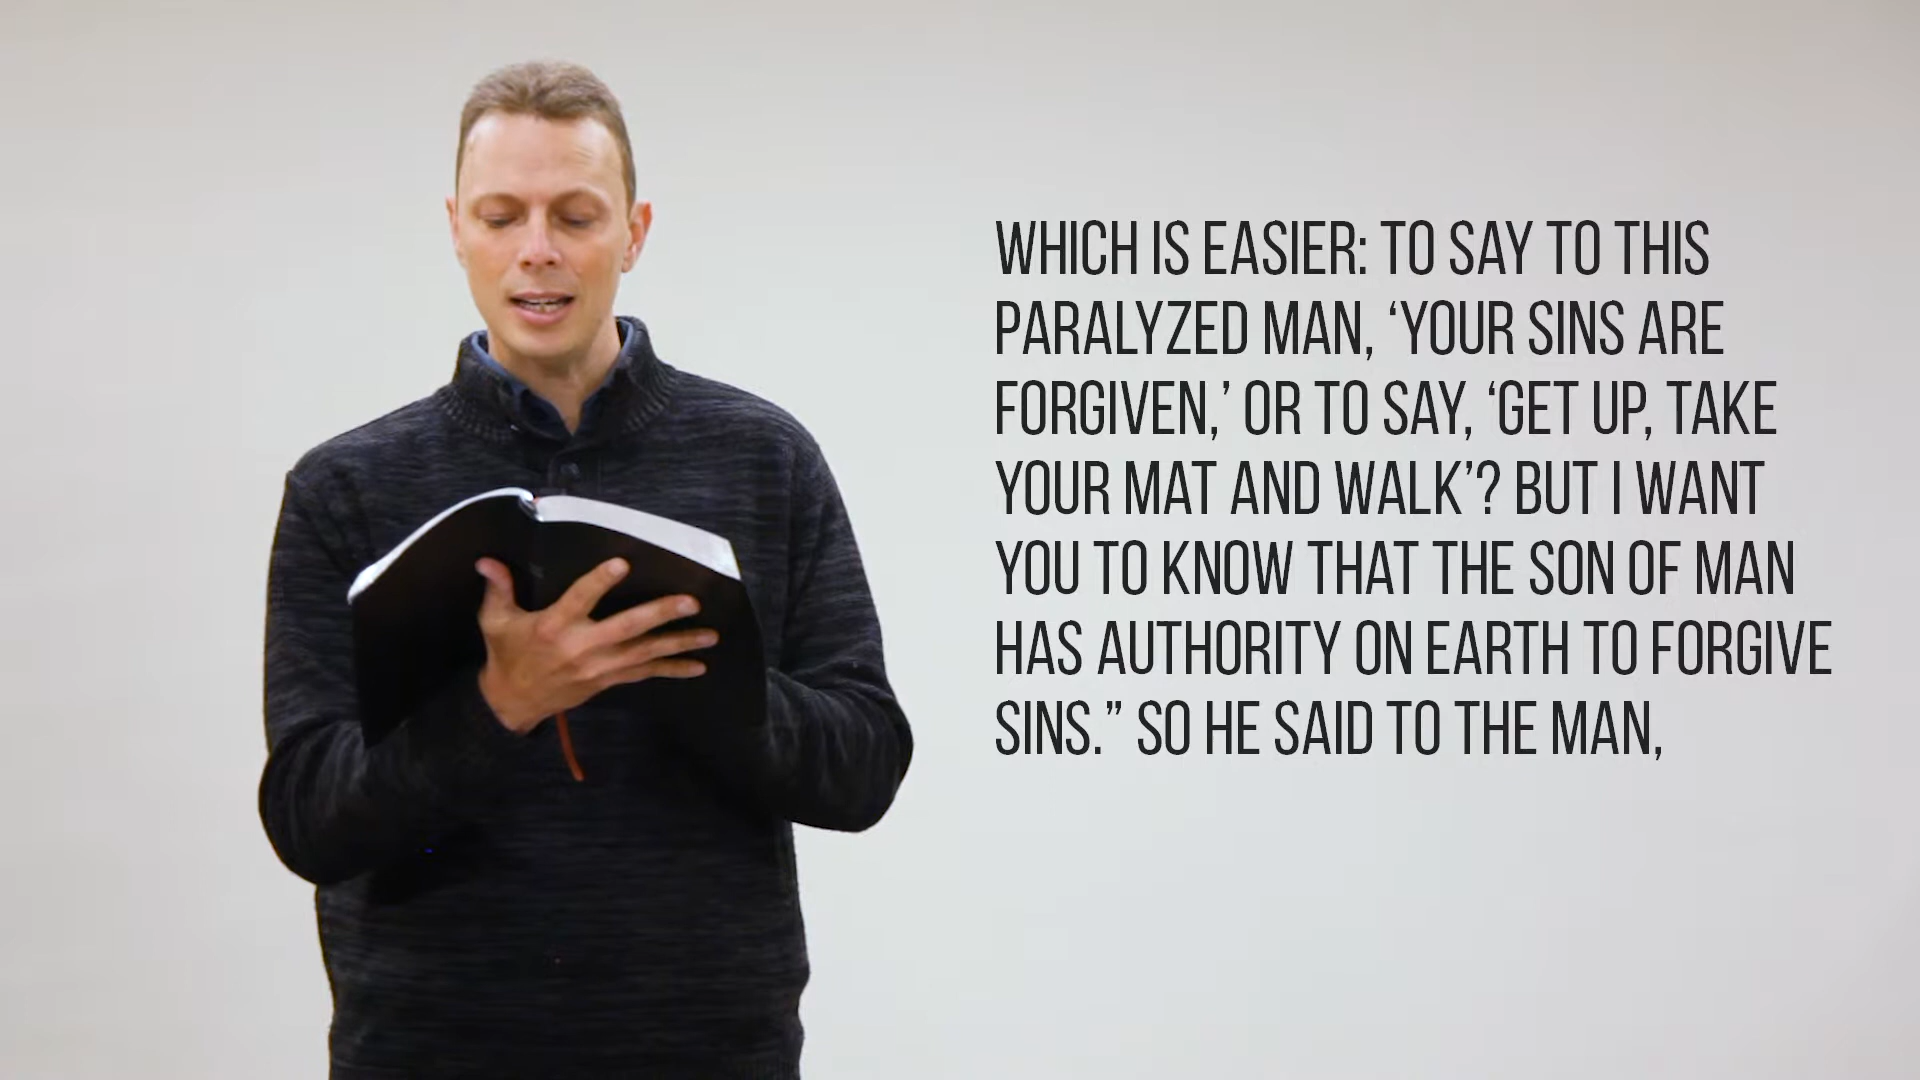 WHICH IS EASIER: TO SAY TO THIS
PARALYZED MAN, ‘YOUR SINS ARE
FORGIVEN,’ OR TO SAY, ‘GET UP, TAKE
YOUR MAT AND WALK’? BUT I WANT
YOU TO KNOW THAT THE SON OF MAN
HAS AUTHORITY ON EARTH TO FORGIVE
SINS.” SO HE SAID TO THE MAN,